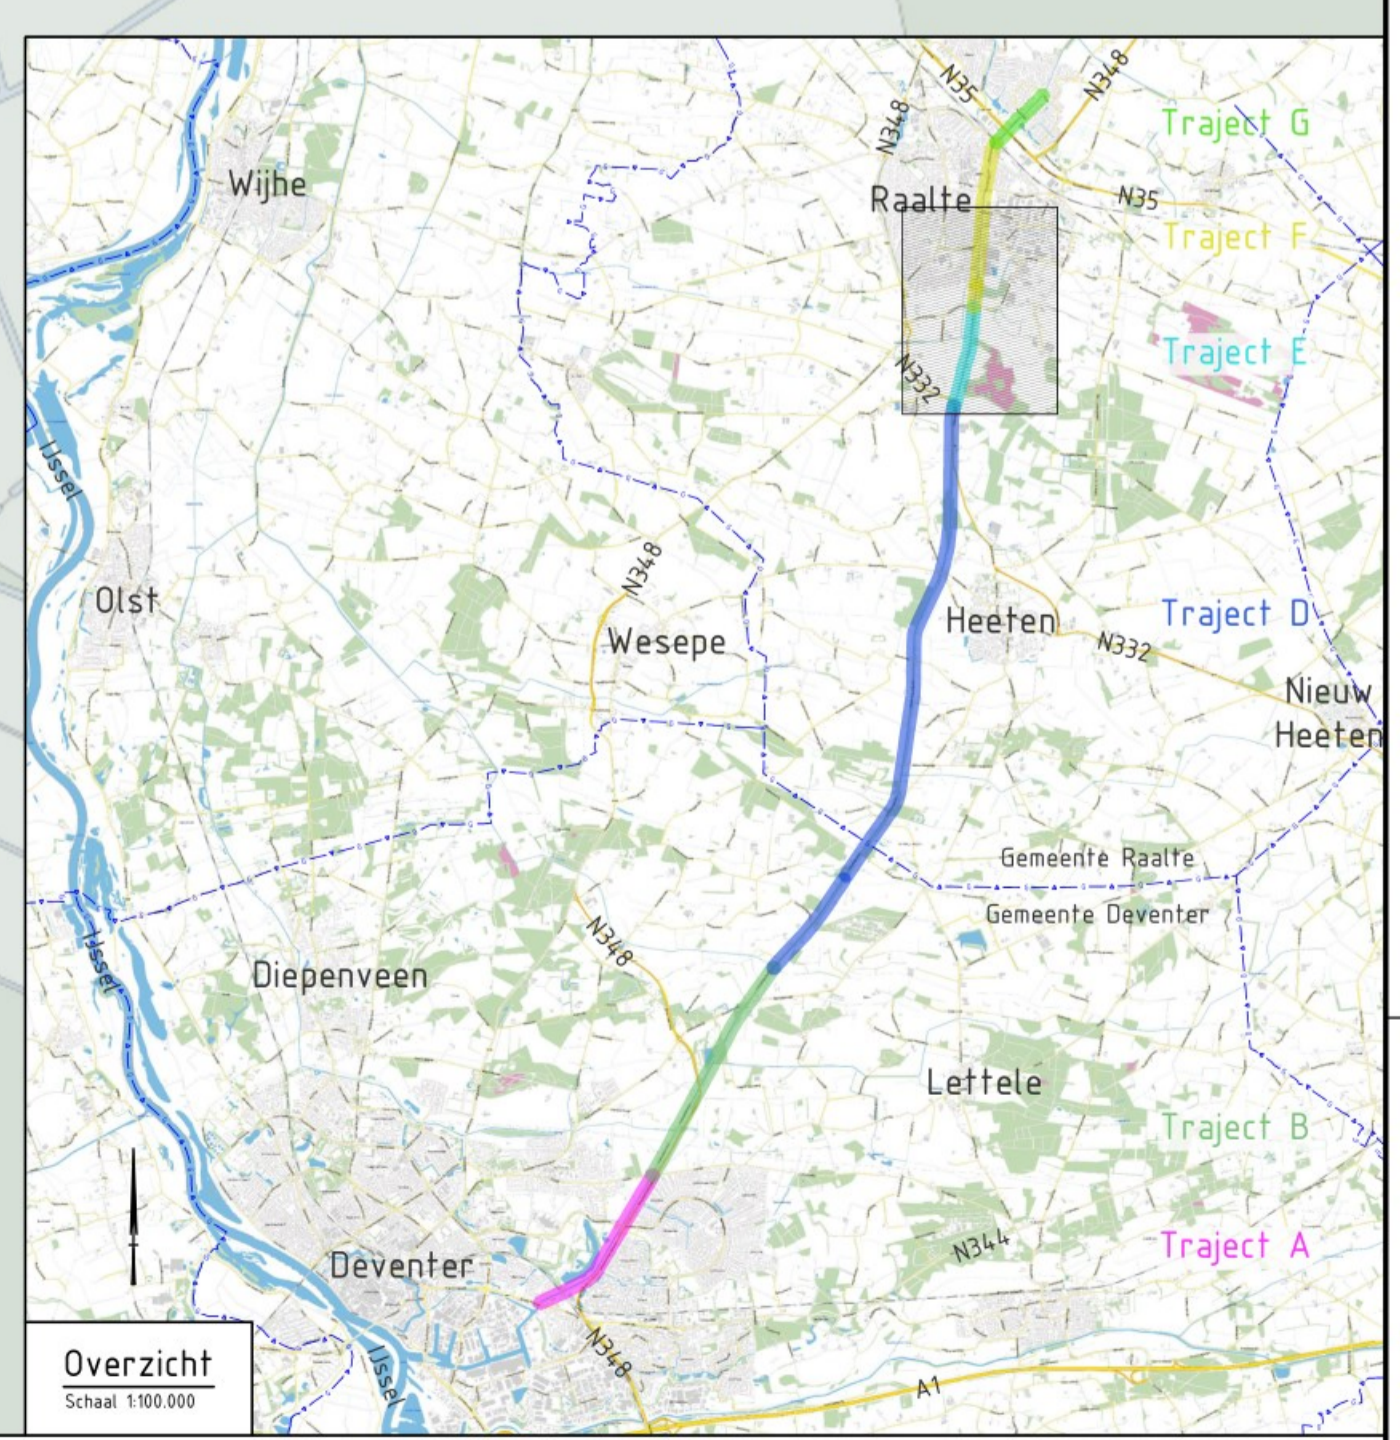 N35
N348
N348
Traject G
Wijhe
Raalte
N35
Traject F
Traject E
N332
IJssel
N348
Olst
Heeten
Traject D
Wesepe
N332
Nieuw
Heeten
Gemeente Raalte
Gemeente Deventer
N348
IJssel
Diepenveen
Lettele
Traject B
N344
Traject A
Deventer
N348
IJssel
Overzicht
Schaal 1:100.000
A1